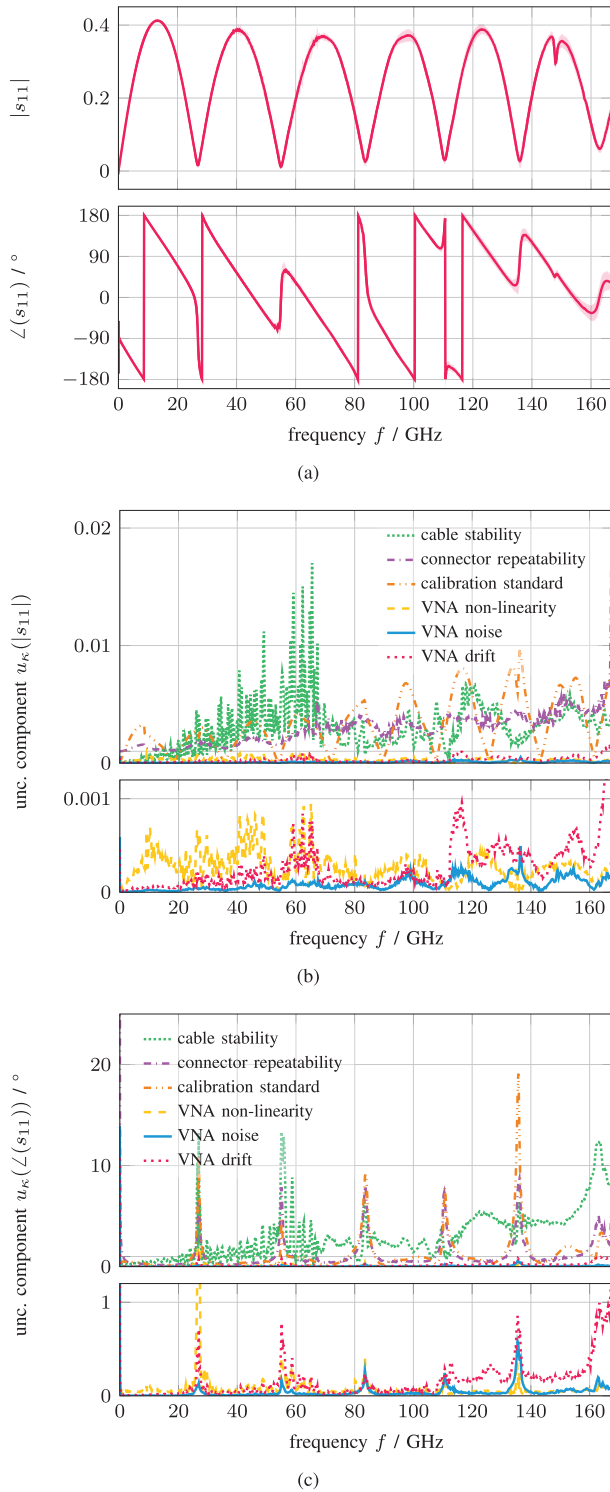 0.4
0.2
0
|s₁₁|
180
90
0
−90
−180
∠(s₁₁) / °
0 20 40 60 80 100 120 140 160
frequency f / GHz
(a)
0.02
0.01
0
unc. component uκ(|s₁₁|)
cable stability
connector repeatability
calibration standard
VNA non-linearity
VNA noise
VNA drift
0.001
0
0 20 40 60 80 100 120 140 160
frequency f / GHz
(b)
20
10
0
unc. component uκ(∠(s₁₁)) / °
cable stability
connector repeatability
calibration standard
VNA non-linearity
VNA noise
VNA drift
1
0
0 20 40 60 80 100 120 140 160
frequency f / GHz
(c)